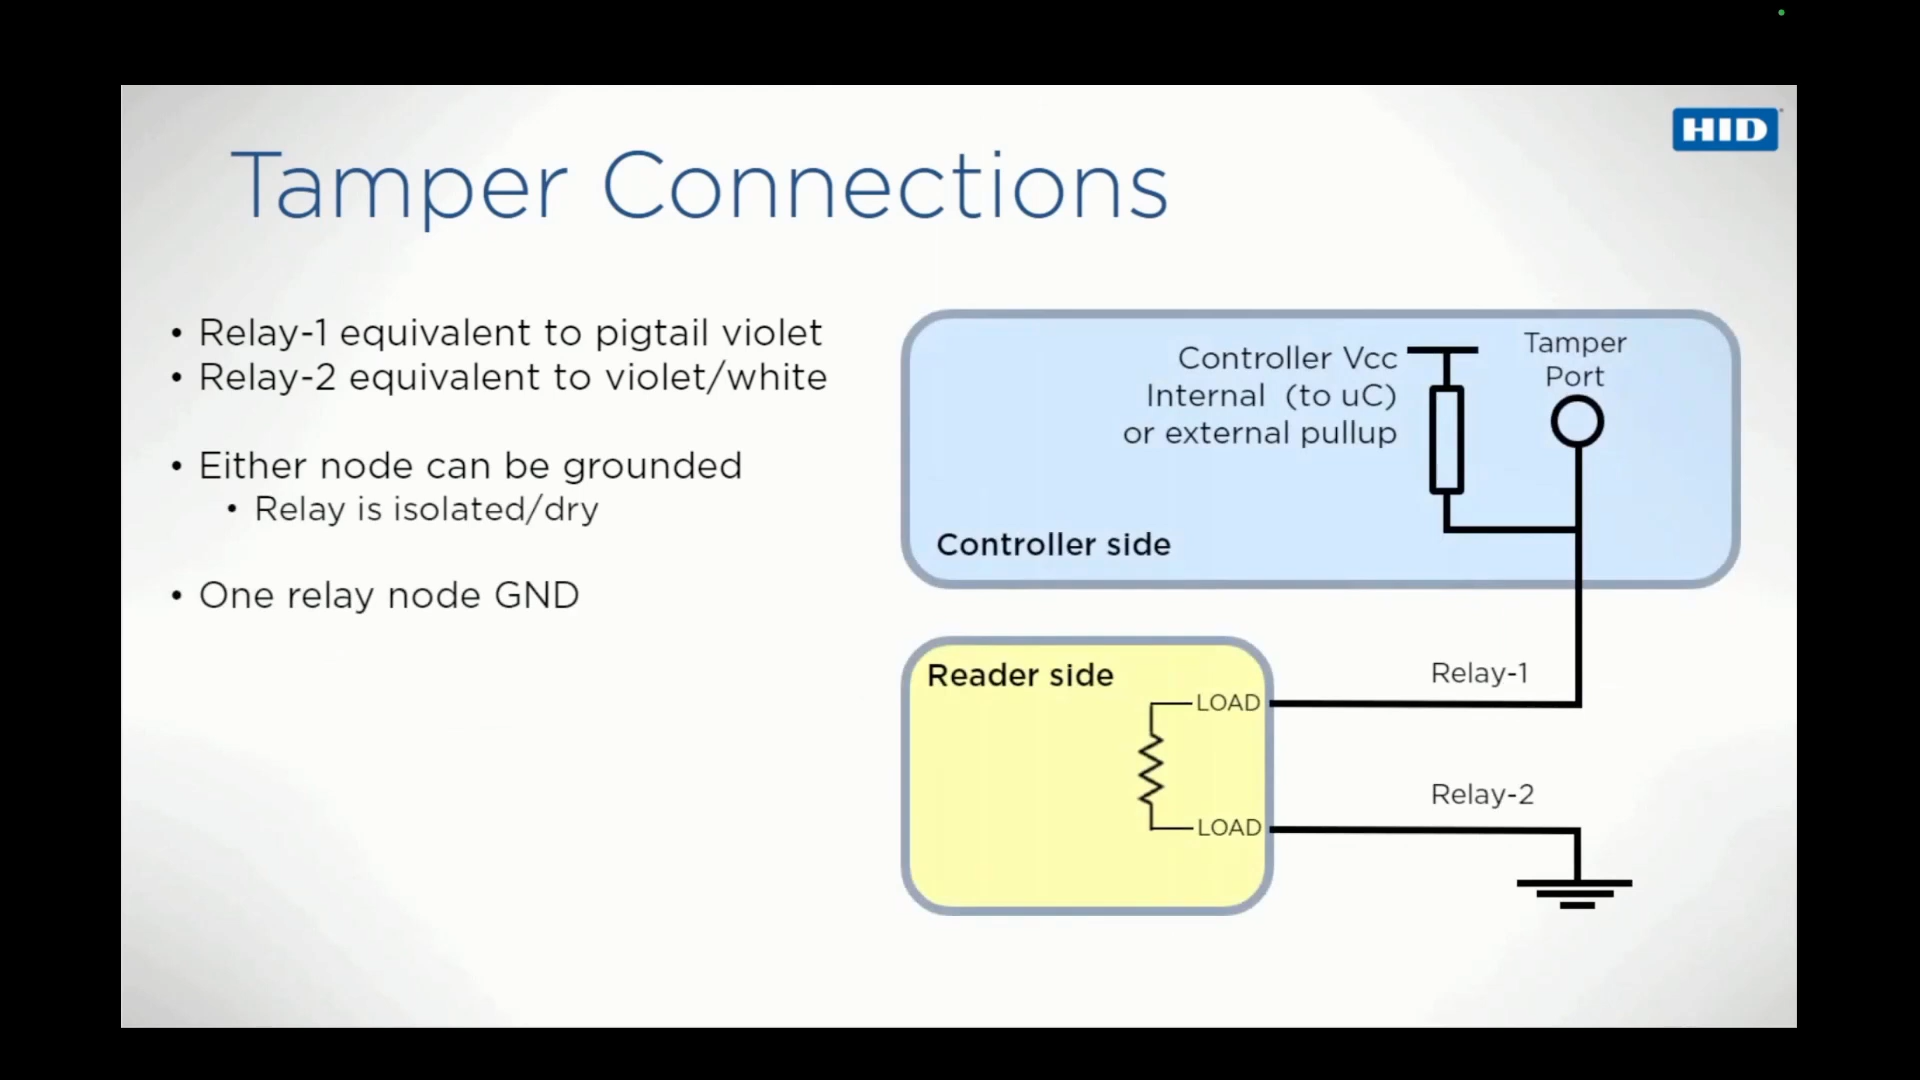 HID
Tamper Connections
• Relay-1 equivalent to pigtail violet
• Relay-2 equivalent to violet/white
• Either node can be grounded
• Relay is isolated/dry
• One relay node GND
Controller Vcc
Internal (to uC)
or external pullup
Tamper
Port
Controller side
Reader side
LOAD
LOAD
Relay-1
Relay-2